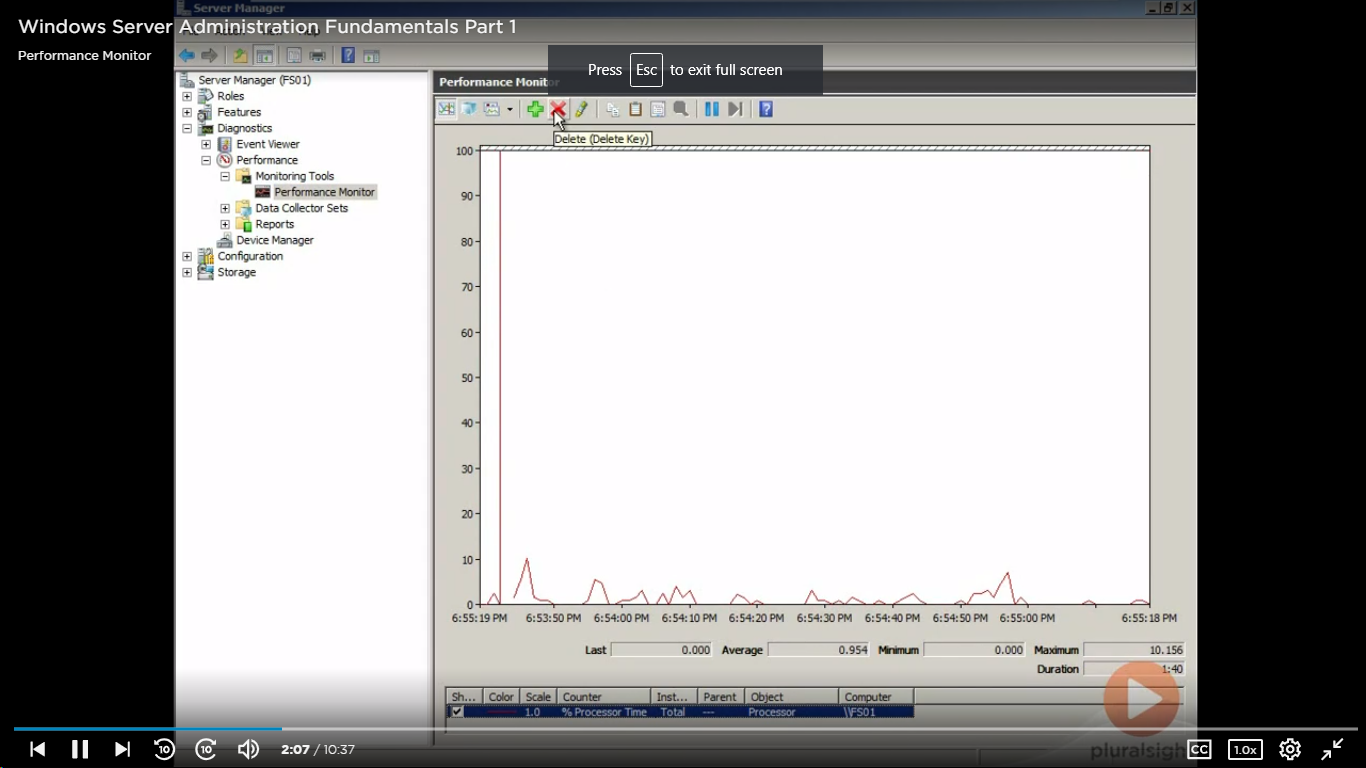 Server Manager
Windows Server Administration Fundamentals Part 1
Performance Monitor
Press Esc to exit full screen
Server Manager (FS01)
Roles
Features
Diagnostics
Event Viewer
Performance
Monitoring Tools
Performance Monitor
Data Collector Sets
Reports
Device Manager
Configuration
Storage
Performance Monitor
Delete (Delete Key)
100
90
80
70
60
50
40
30
20
10
0
6:55:19 PM 6:53:50 PM 6:54:00 PM 6:54:10 PM 6:54:20 PM 6:54:30 PM 6:54:40 PM 6:54:50 PM 6:55:00 PM 6:55:18 PM
Last 0.000 Average 0.954 Minimum 0.000 Maximum 10.156
Duration 1:40
Sh... Color Scale Counter Inst... Parent Object Computer
1.0 % Processor Time _Total --- Processor \\FS01
10 10 2:07 / 10:37 CC 1.0x
pluralsigh